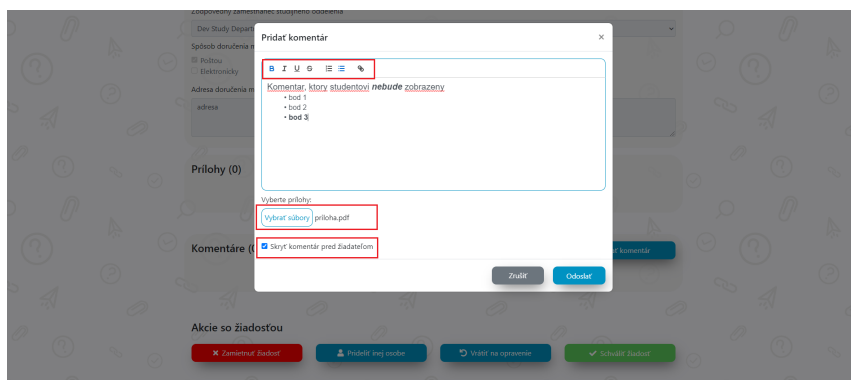 Zodpovedný zamestnanec študijného oddelenia
Dev Study Depart
Spôsob doručenia
Poštou
Elektronicky
Adresa doručenia
adresa
Pridať komentár
×
B I U S
Komentar, ktory studentovi nebude zobrazeny
• bod 1
• bod 2
• bod 3
Vyberte prílohy:
Vybrať súbory priloha.pdf
Skryť komentár pred žiadateľom
Zrušiť Odoslať
Prílohy (0)
Komentáre (
komentár
Akcie so žiadosťou
Zamietnuť žiadosť
Prideliť inej osobe
Vrátiť na opravenie
Schváliť žiadosť